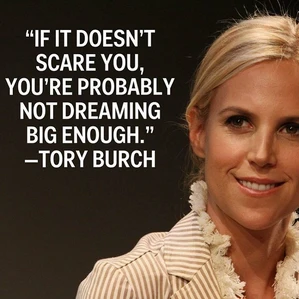 “IF IT DOESN’T
SCARE YOU,
YOU’RE PROBABLY
NOT DREAMING
BIG ENOUGH.”
–TORY BURCH